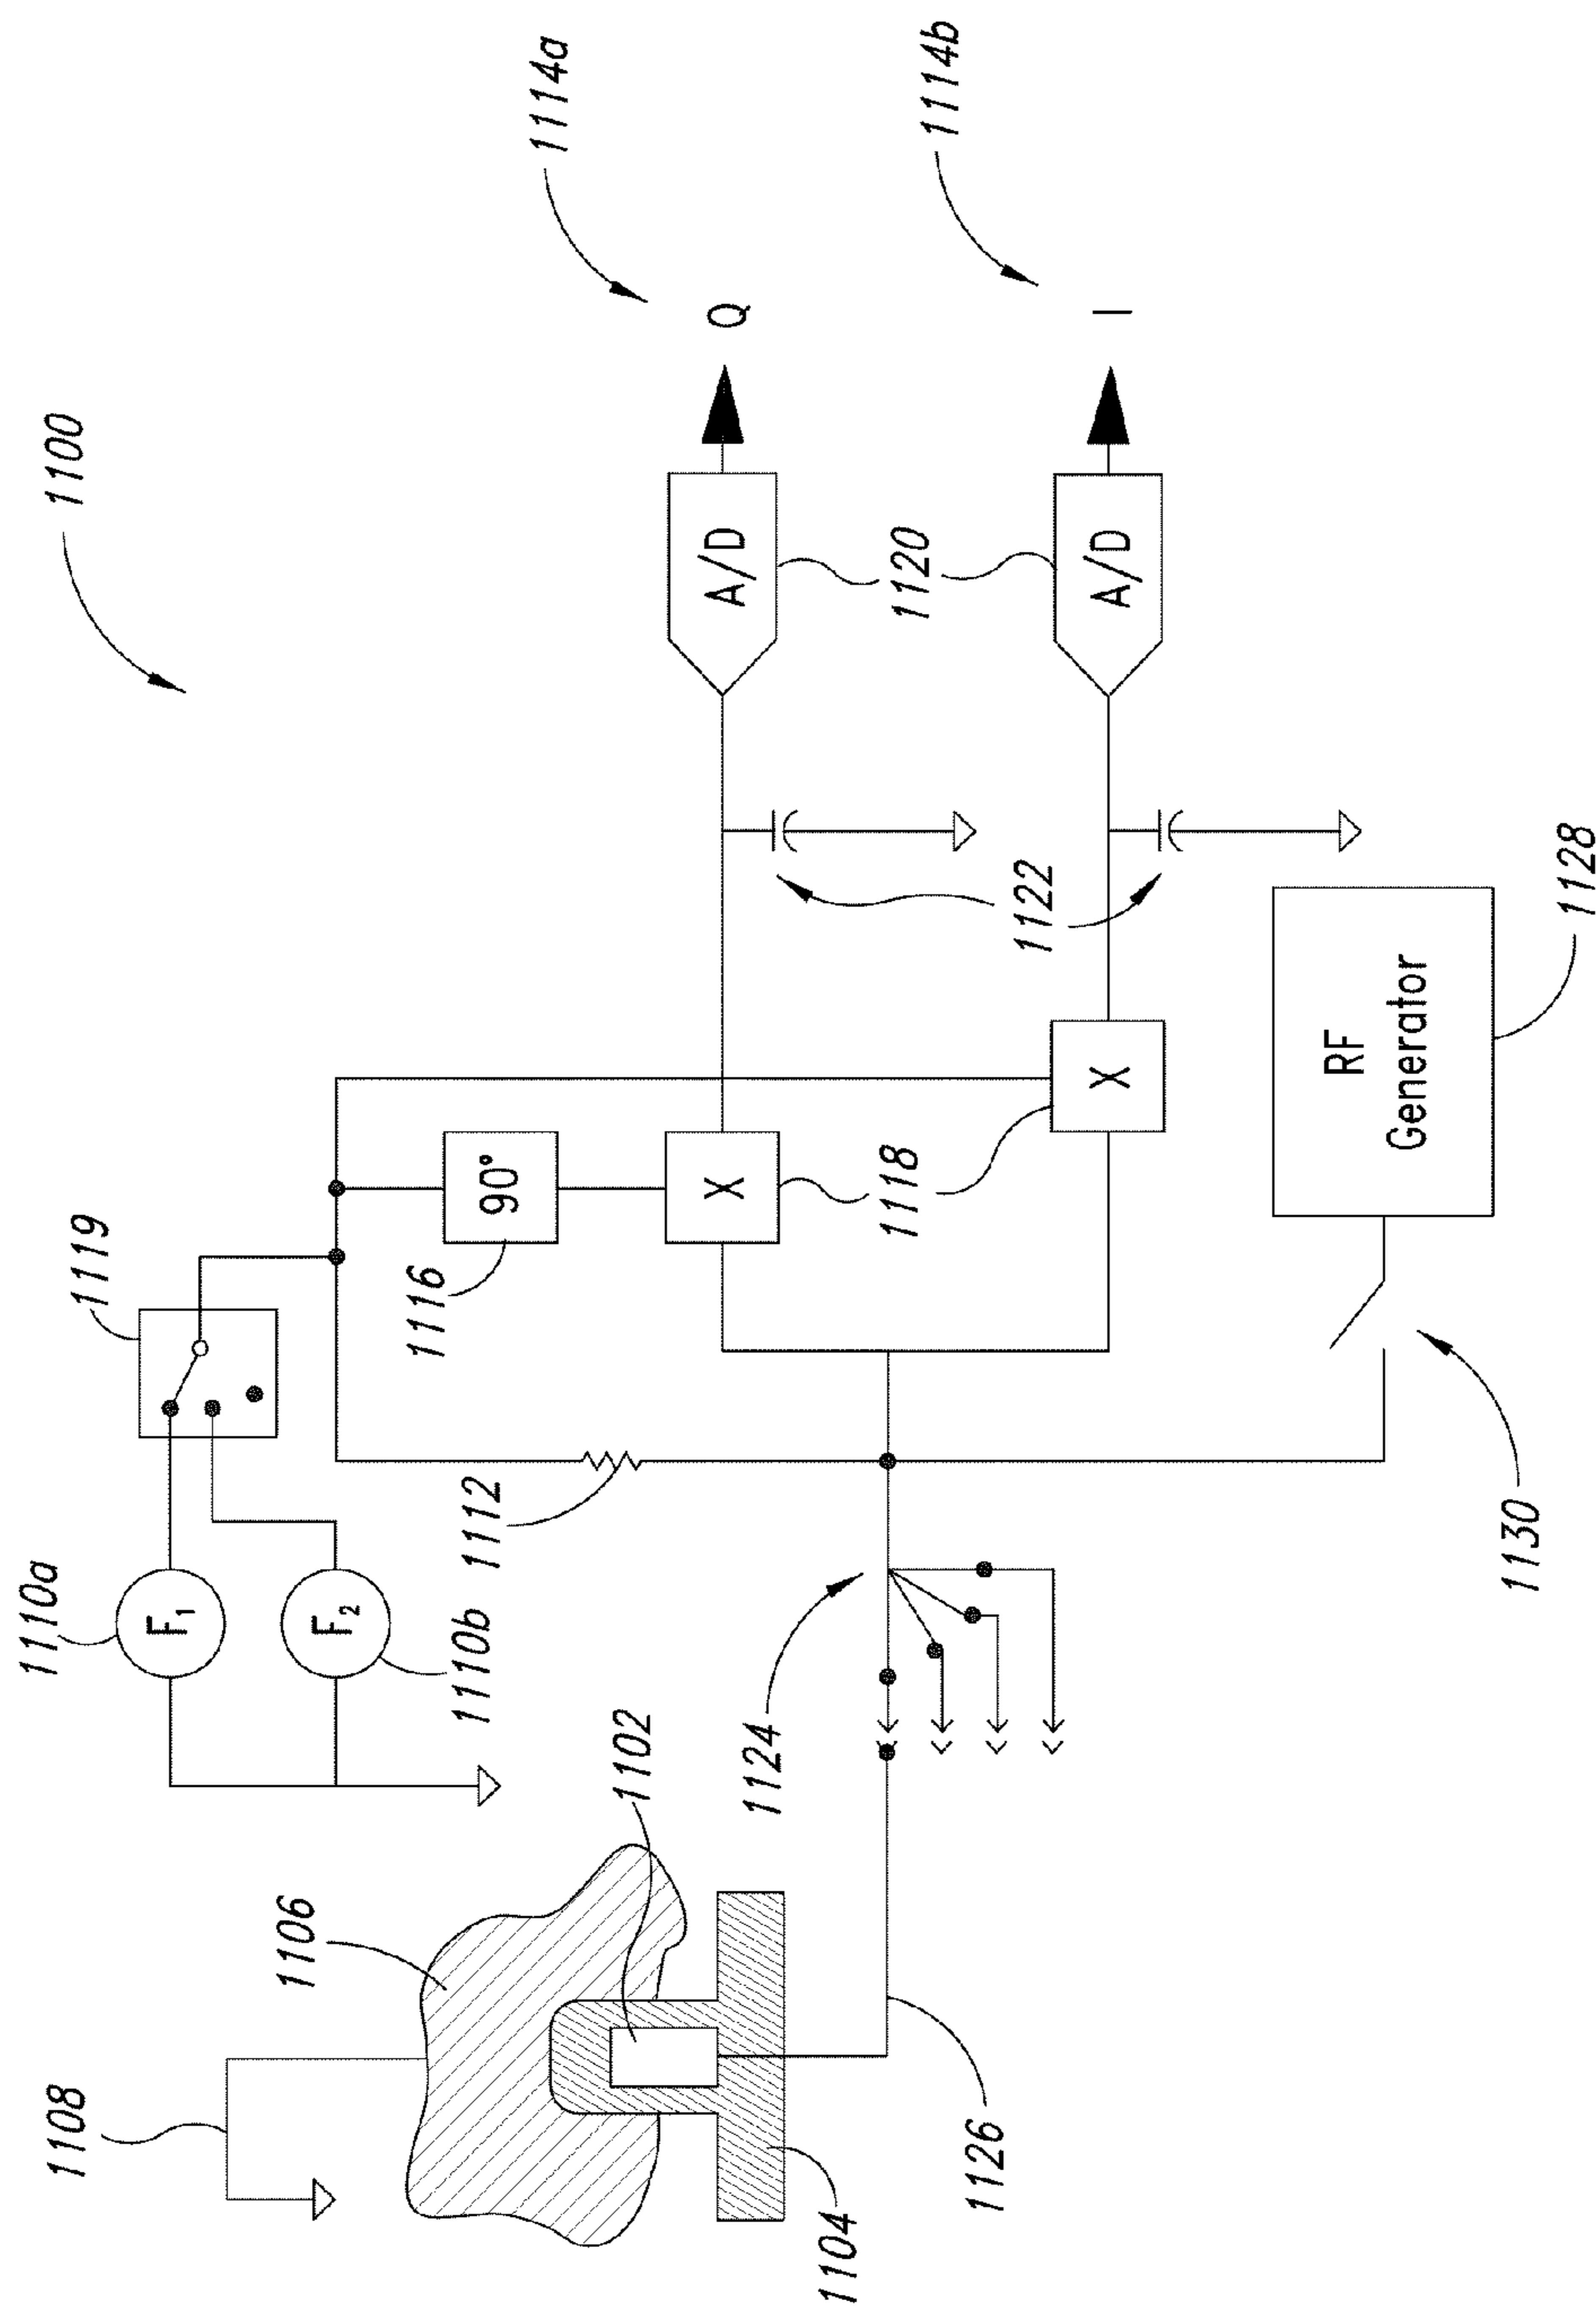 1100
1114a
1114b
Q
I
A/D
A/D
1120
1122
1128
RF
Generator
X
X
1118
90°
1116
1119
1112
1130
1110a
F₁
F₂
1110b
1124
1102
1106
1108
1104
1126